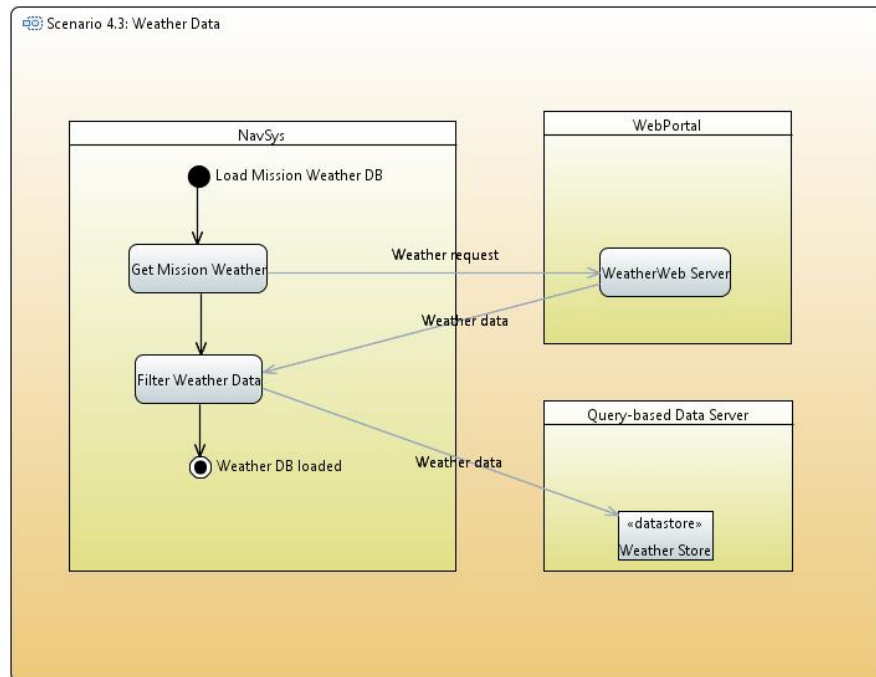 Scenario 4.3: Weather Data
NavSys
Load Mission Weather DB
Get Mission Weather
Filter Weather Data
Weather DB loaded
Weather request
Weather data
Weather data
WebPortal
WeatherWeb Server
Query-based Data Server
«datastore»
Weather Store